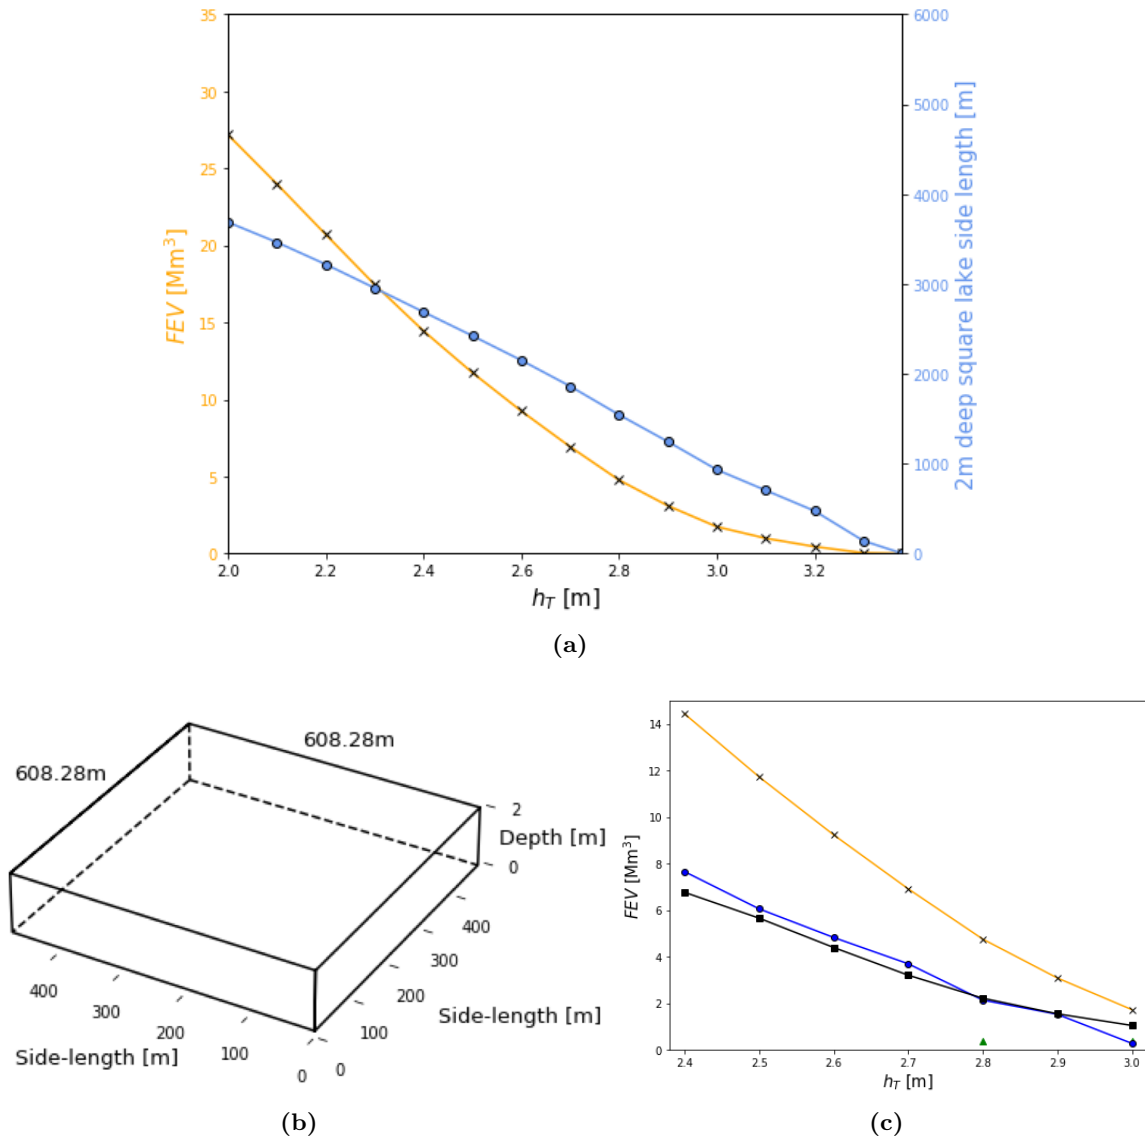 35
30
25
20
15
10
5
0
FEV [Mm³]
6000
5000
4000
3000
2000
1000
0
2m deep square lake side length [m]
2.0 2.2 2.4 2.6 2.8 3.0 3.2
h_T [m]
(a)
608.28m
608.28m
2
Depth [m]
0
400
300
200
100
0
Side-length [m]
400
300
200
100
0
Side-length [m]
(b)
14
12
10
8
6
4
2
0
FEV [Mm³]
2.4 2.5 2.6 2.7 2.8 2.9 3.0
h_T [m]
(c)